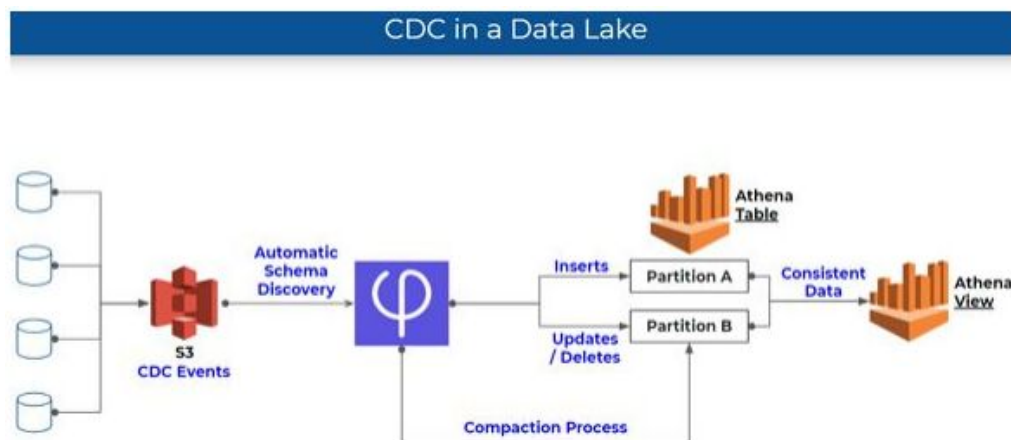 CDC in a Data Lake
Athena
Table
Automatic
Schema
Discovery
Inserts
Partition A
Consistent
Data
Athena
View
Partition B
Updates
/ Deletes
S3
CDC Events
Compaction Process